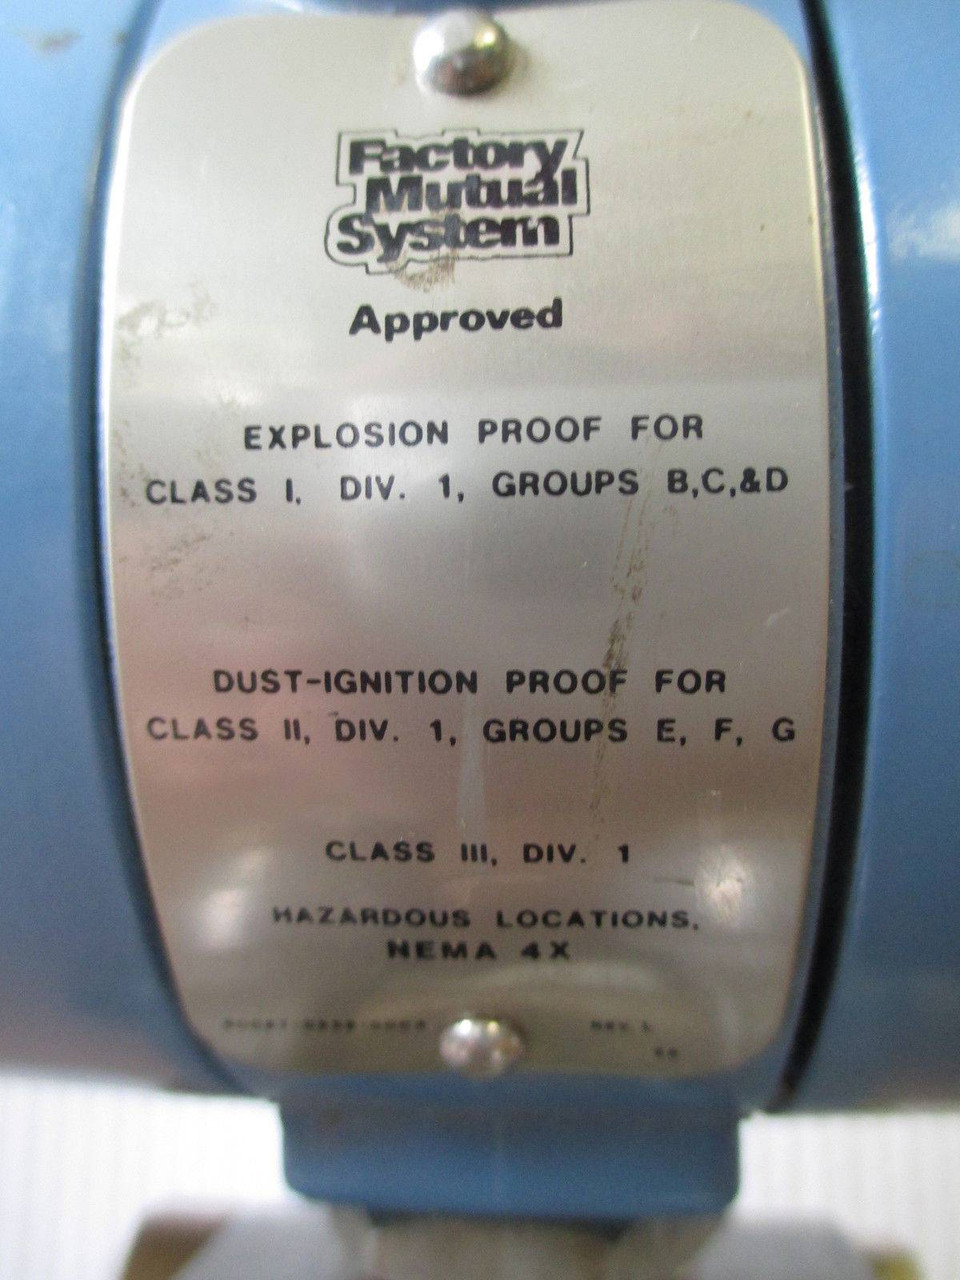 Factory
Mutual
System
Approved
EXPLOSION PROOF FOR
CLASS I, DIV. 1, GROUPS B,C,&D
DUST-IGNITION PROOF FOR
CLASS II, DIV. 1, GROUPS E, F, G
CLASS III, DIV. 1
HAZARDOUS LOCATIONS,
NEMA 4X
REV.